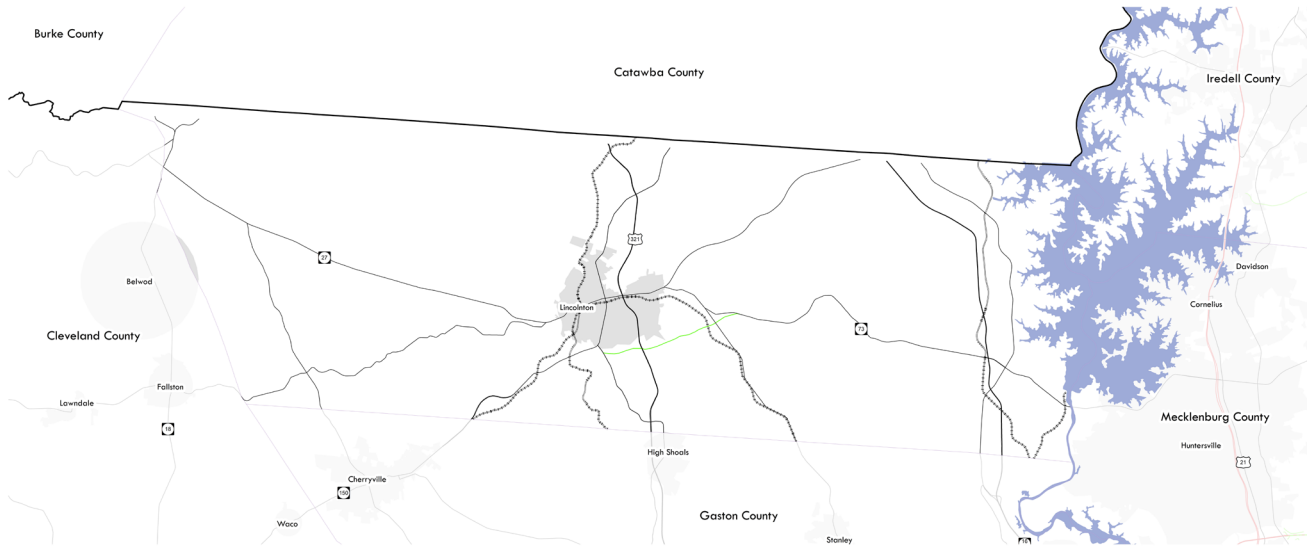 Burke County
Catawba County
Iredell County
321
27
Belwod
Davidson
Lincolnton
Cornelius
Cleveland County
73
Fallston
Lawndale
Mecklenburg County
18
Huntersville
High Shoals
21
Cherryville
150
Gaston County
Waco
Stanley